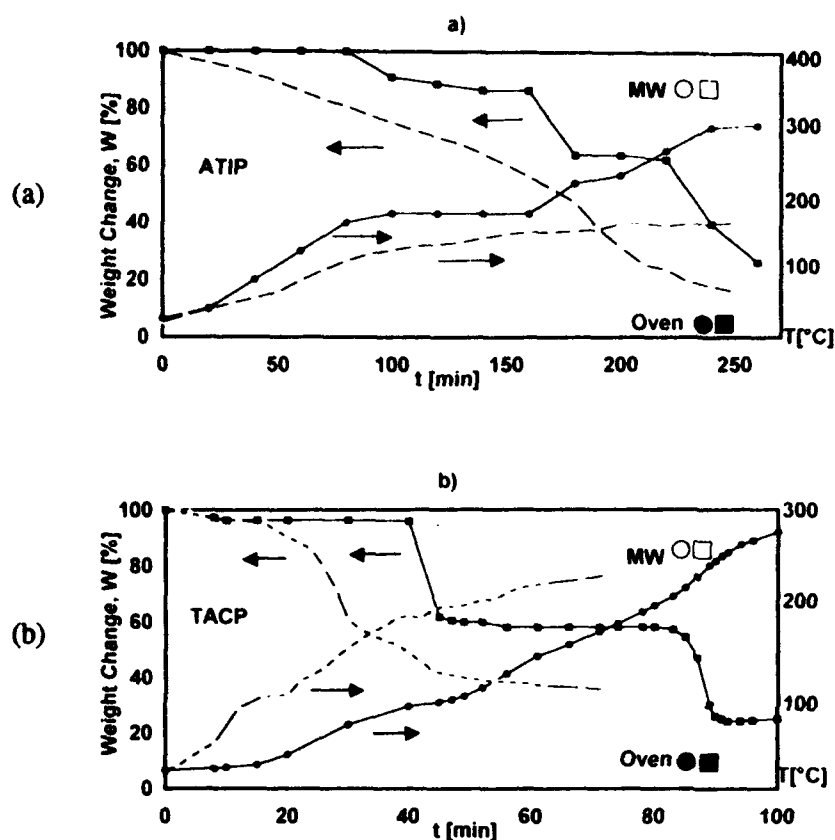 a)
(a)
Weight Change, W [%]
100
80
60
40
20
0
400
300
200
100
T[°C]
MW
ATIP
Oven
0 50 100 150 200 250
t [min]
b)
(b)
Weight Change, W [%]
100
80
60
40
20
0
300
200
100
T[°C]
MW
TACP
Oven
0 20 40 60 80 100
t [min]